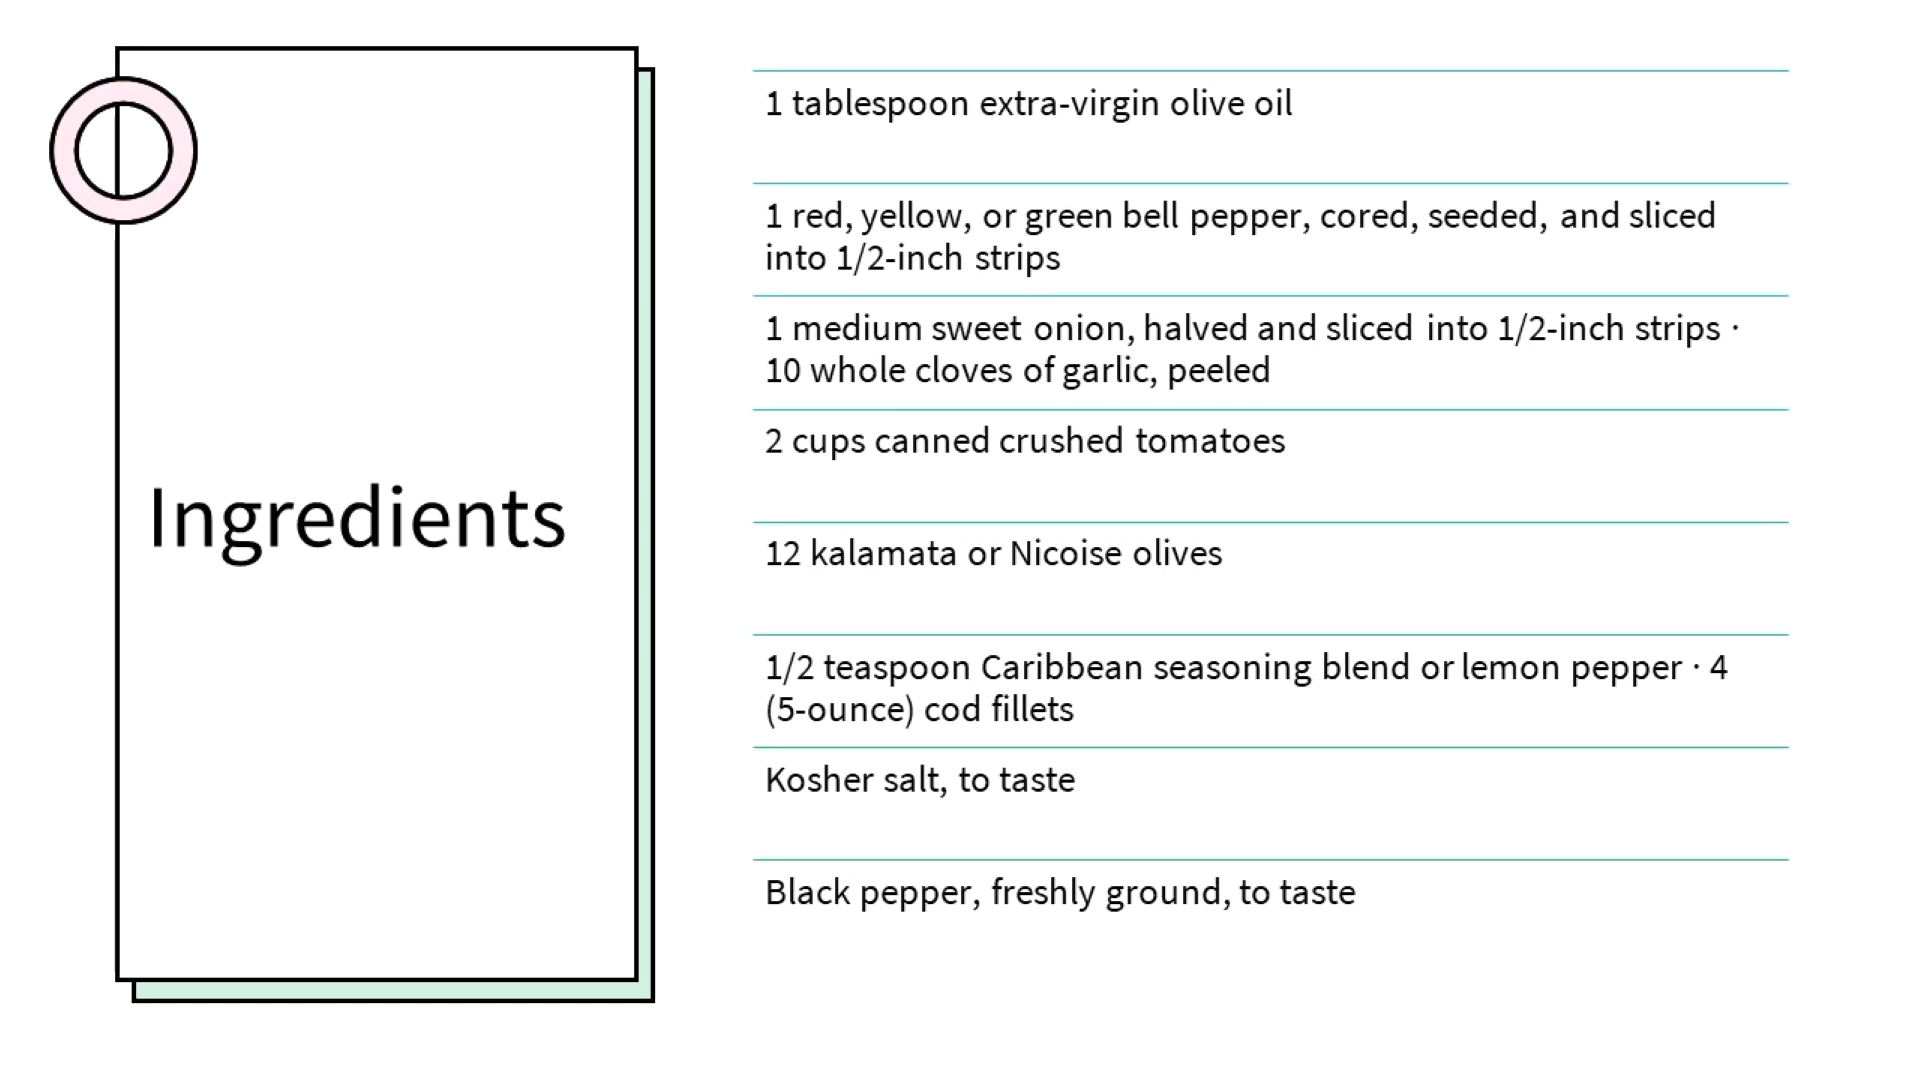 Ingredients
1 tablespoon extra-virgin olive oil
1 red, yellow, or green bell pepper, cored, seeded, and sliced
into 1/2-inch strips
1 medium sweet onion, halved and sliced into 1/2-inch strips ·
10 whole cloves of garlic, peeled
2 cups canned crushed tomatoes
12 kalamata or Nicoise olives
1/2 teaspoon Caribbean seasoning blend or lemon pepper · 4
(5-ounce) cod fillets
Kosher salt, to taste
Black pepper, freshly ground, to taste